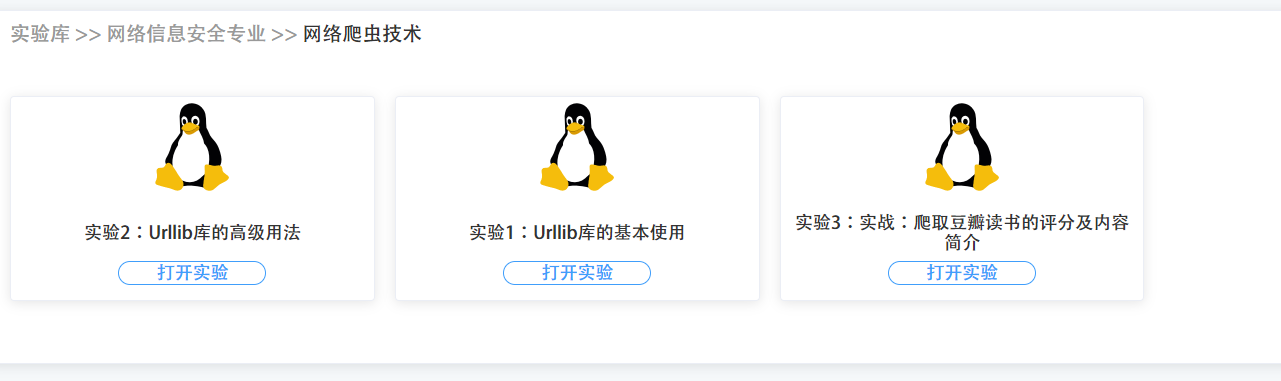 实验库 >> 网络信息安全专业 >> 网络爬虫技术
实验2：Urllib库的高级用法
打开实验
实验1：Urllib库的基本使用
打开实验
实验3：实战：爬取豆瓣读书的评分及内容
简介
打开实验